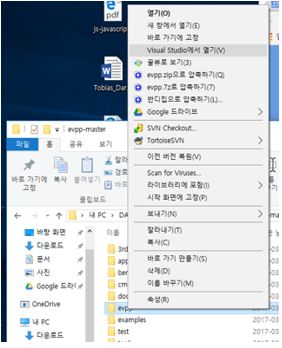 edf
js-javascrip
Tobias_Dar
열기(O)
새 창에서 열기(E)
바로 가기에 고정
Visual Studio에서 열기(V)
꿀뷰로 보기(3)
evpp.zip으로 압축하기(Q)
evpp.7z로 압축하기(7)
반디집으로 압축하기(L)...
Google 드라이브
SVN Checkout...
TortoiseSVN
이전 버전 복원(V)
Scan for Viruses...
라이브러리에 포함(I)
시작 화면에 고정(P)
보내기(N)
잘라내기(T)
복사(C)
바로 가기 만들기(S)
삭제(D)
이름 바꾸기(M)
속성(R)
evpp-master
파일
홈
공유
보기
바로 가기에
고정
복사
붙여넣기
잘라
경로
바로
클립보드
내 PC
DA
이름
바탕 화면
다운로드
문서
사진
Google 드라이
OneDrive
내 PC
다운로드
3rd
app
ben
cm
doc
evpp
examples
test
2017-03
2017-03